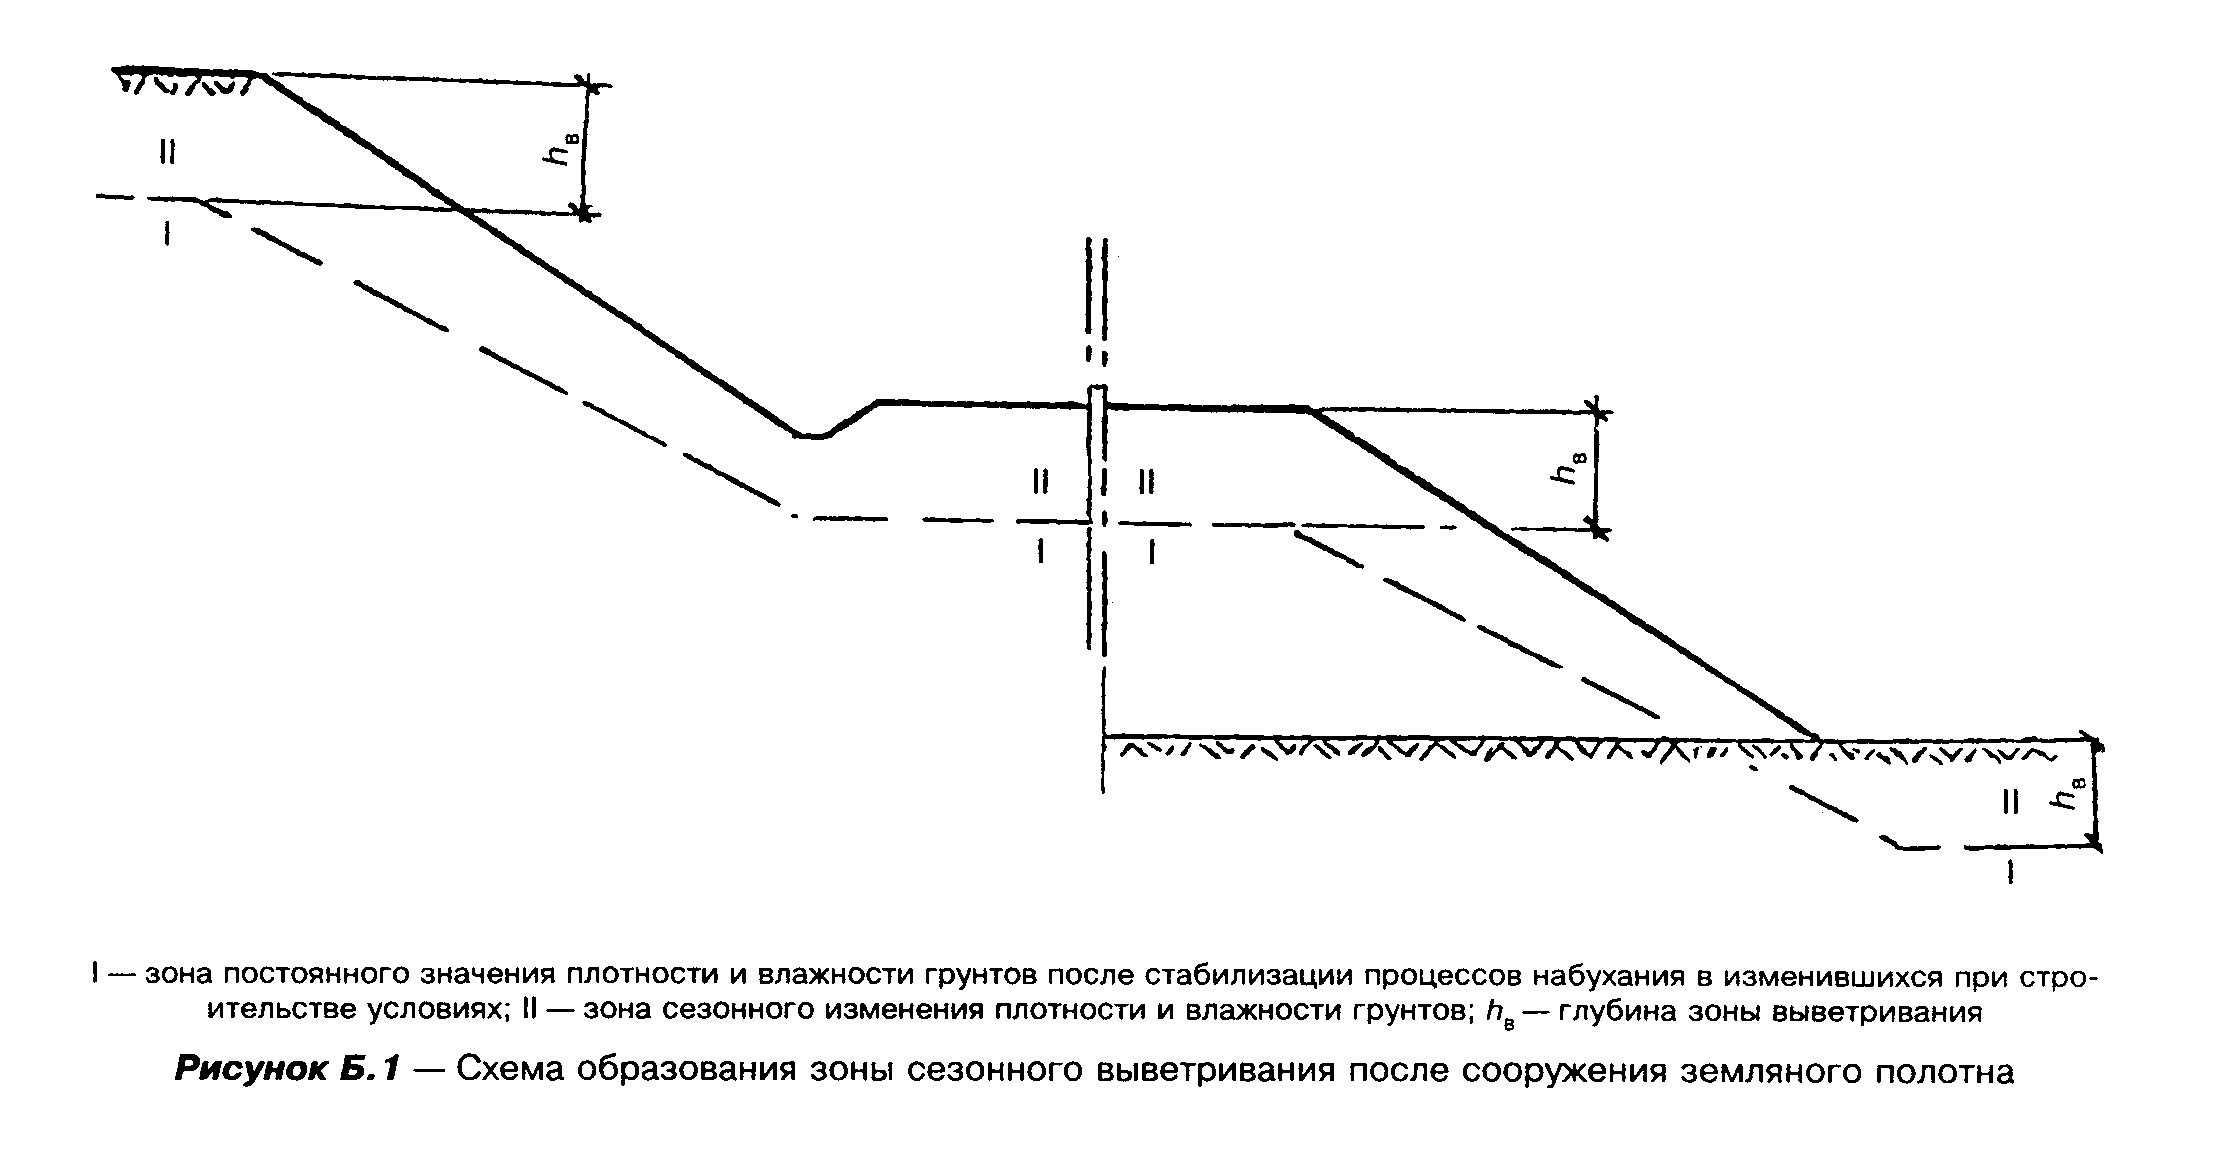 II
hв
I
hв
II
II
I
I
II
hв
I
I — зона постоянного значения плотности и влажности грунтов после стабилизации процессов набухания в изменившихся при стро-
ительстве условиях; II — зона сезонного изменения плотности и влажности грунтов; hв — глубина зоны выветривания
Рисунок Б.1 — Схема образования зоны сезонного выветривания после сооружения земляного полотна